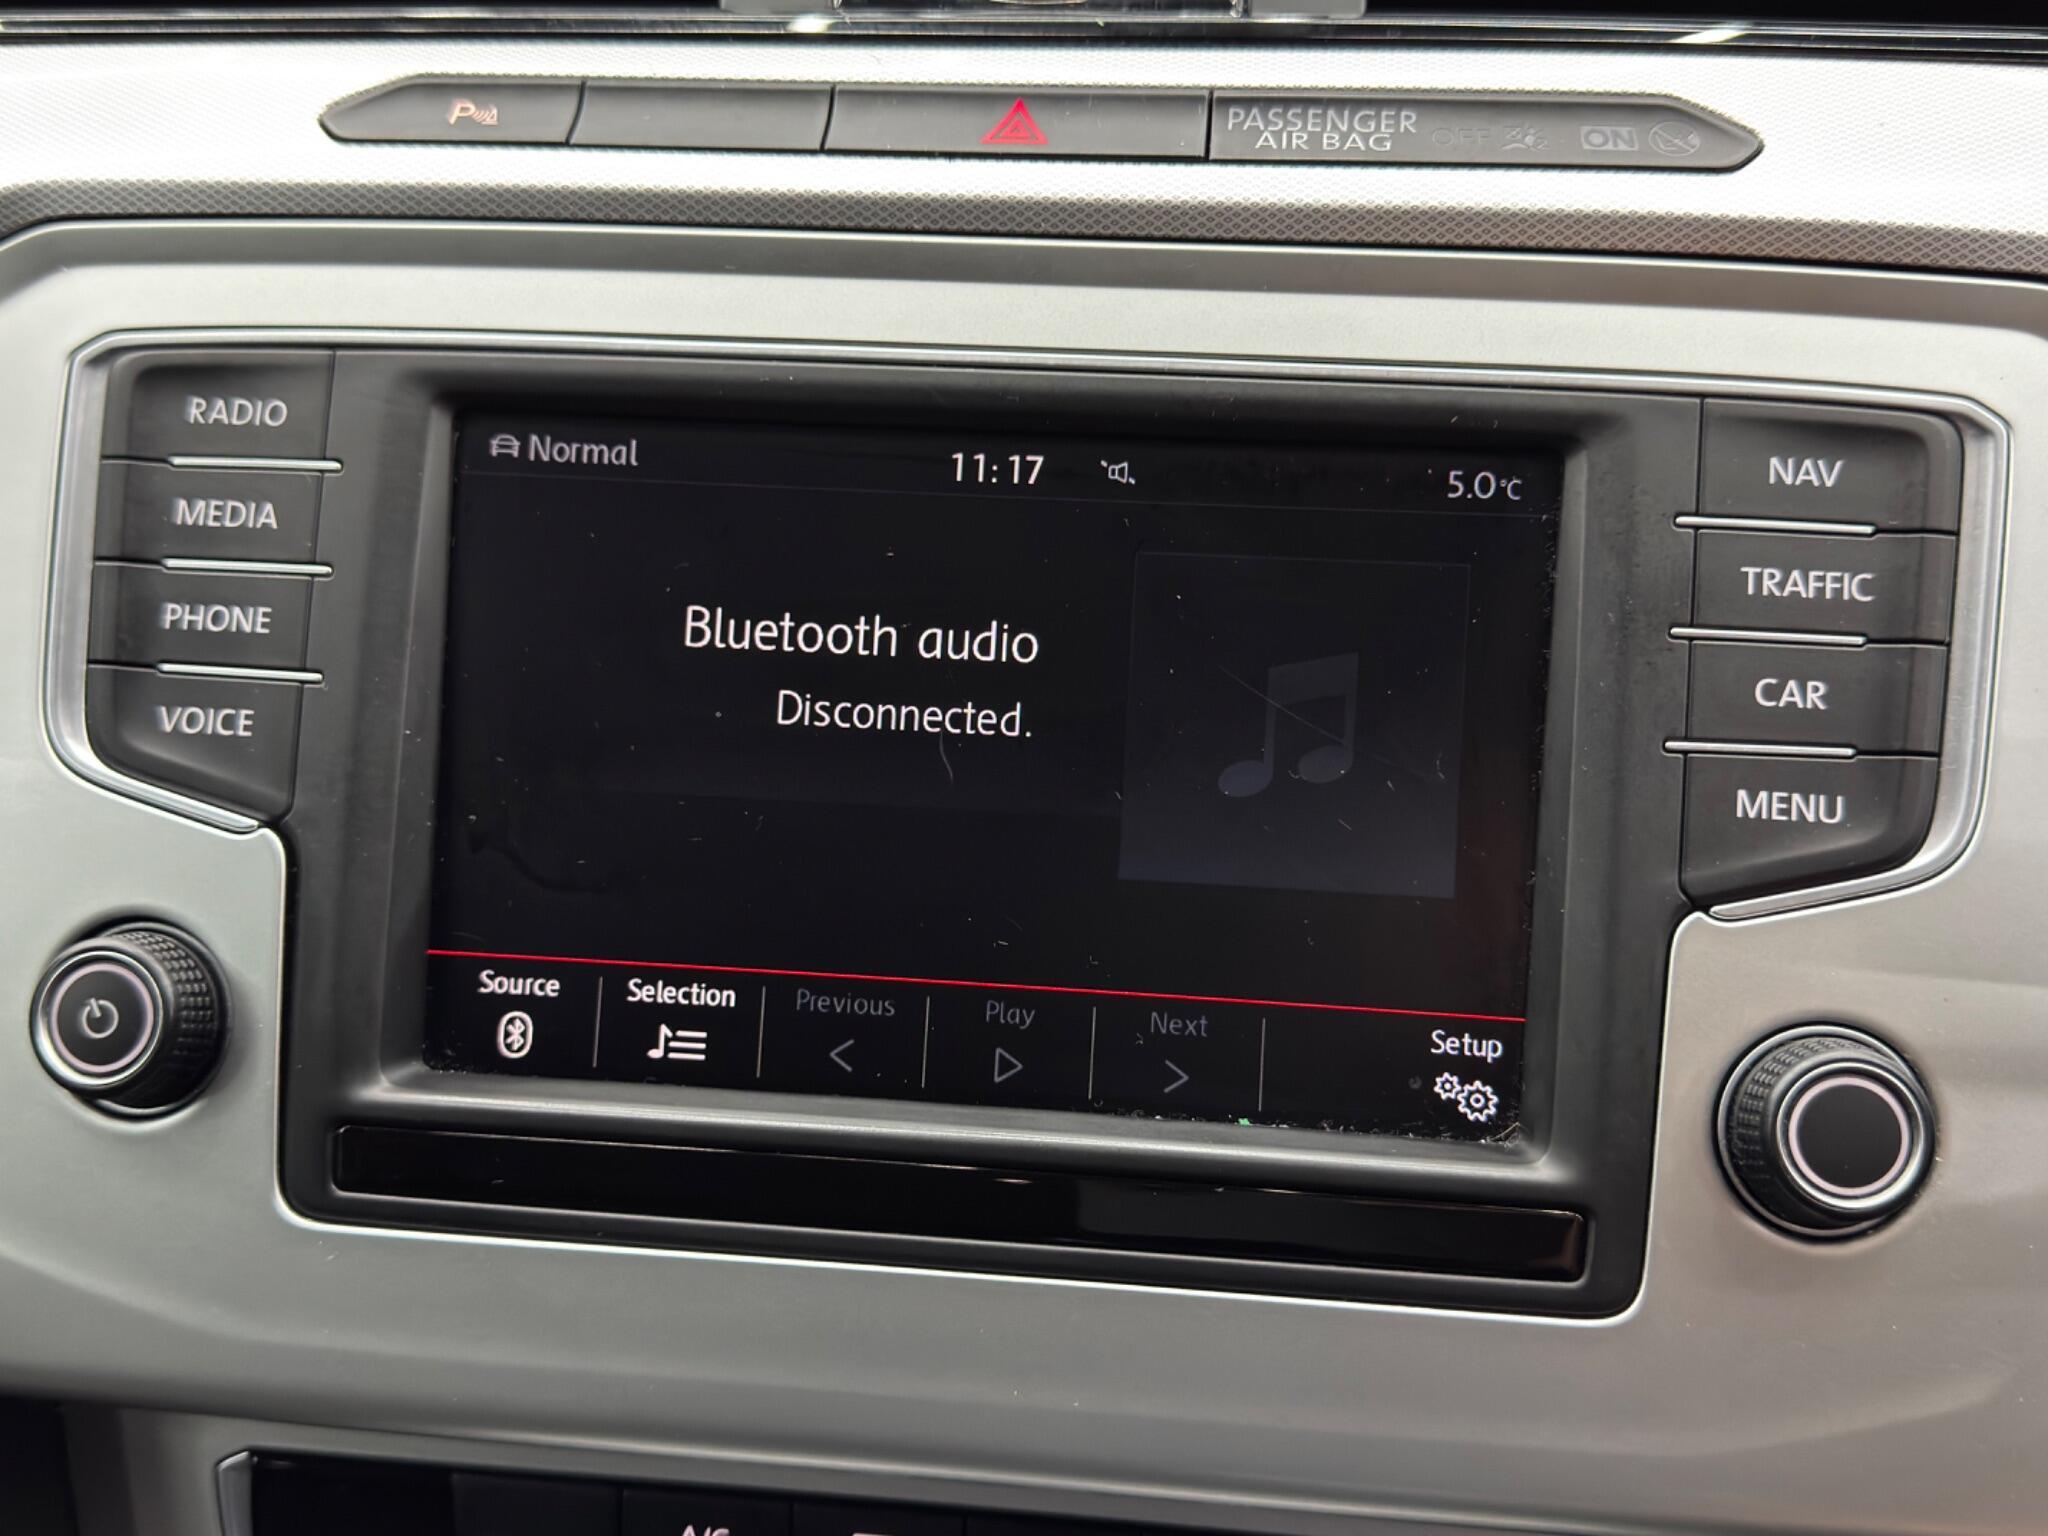 P
PASSENGER
AIR BAG
OFF
ON
RADIO
MEDIA
PHONE
VOICE
Normal
11:17
5.0°C
Bluetooth audio
Disconnected.
Source
Selection
Previous
Play
Next
Setup
NAV
TRAFFIC
CAR
MENU